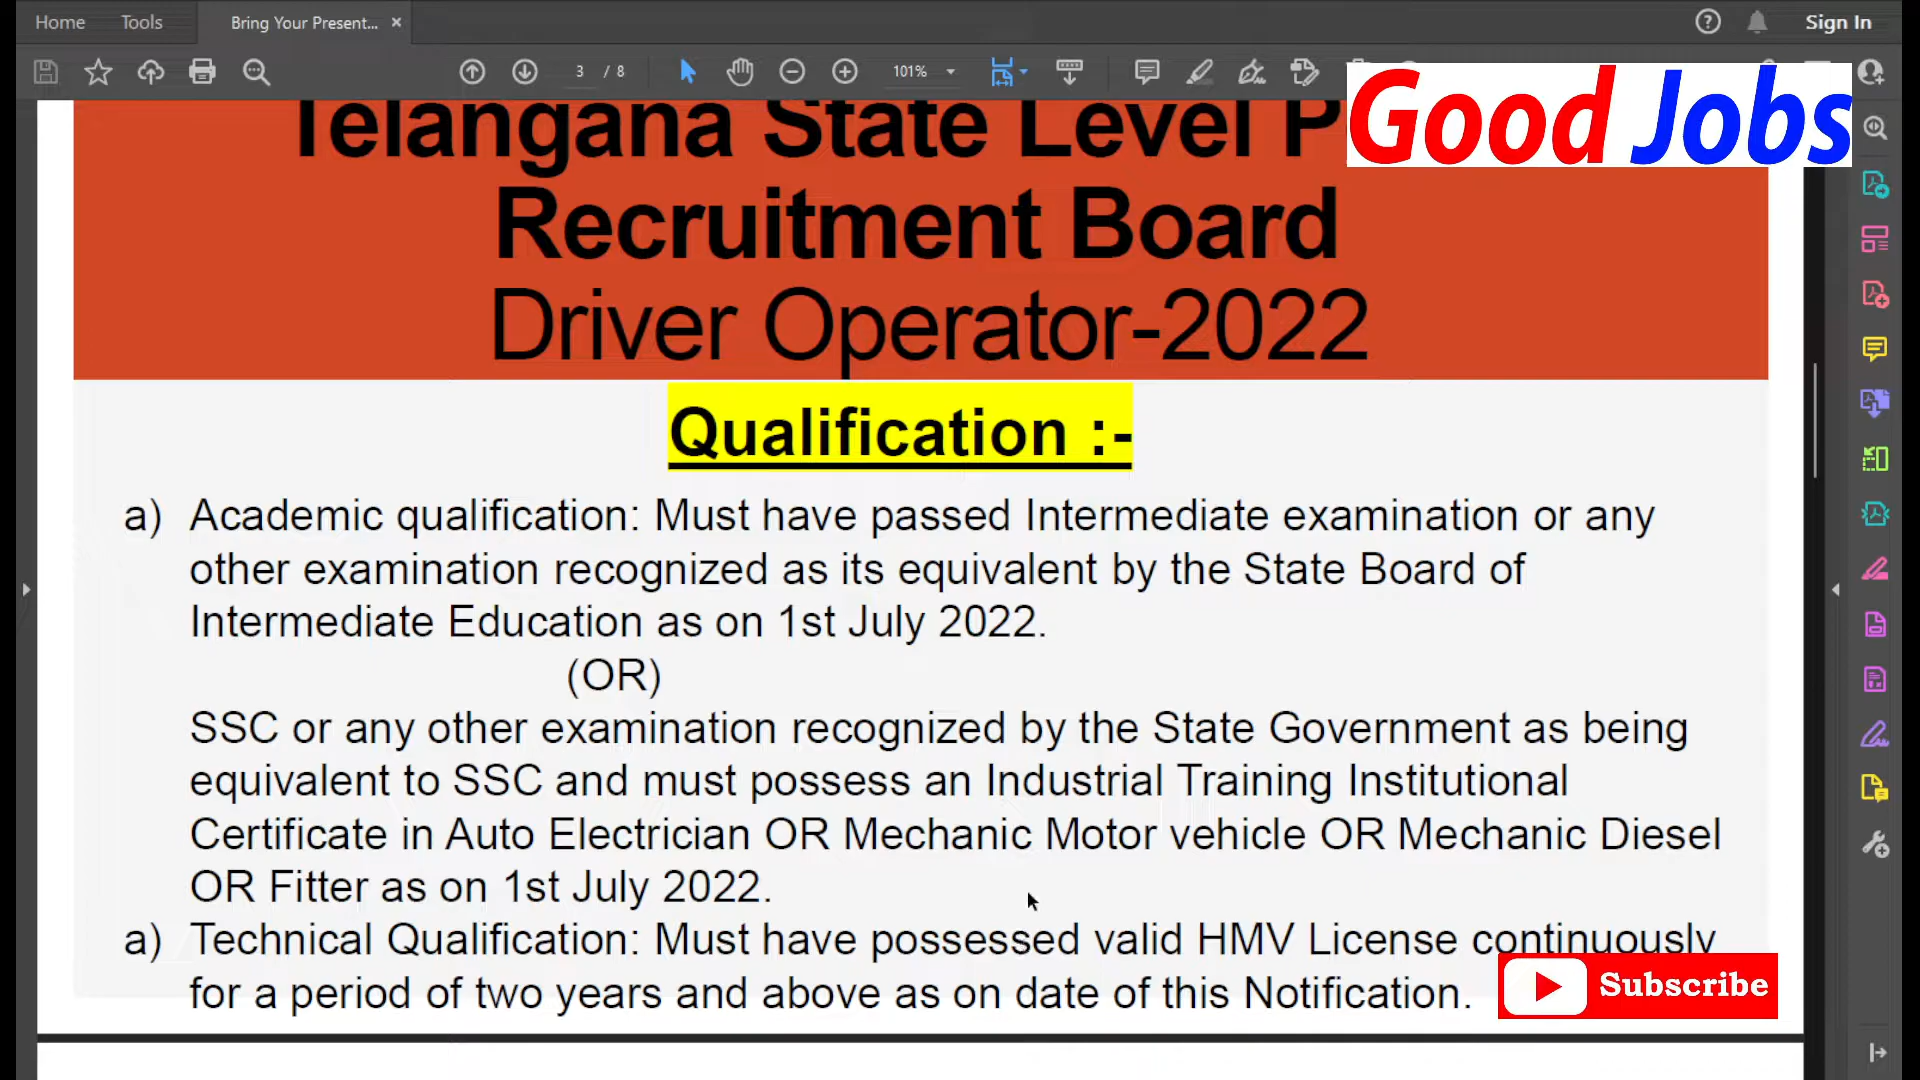 Home Tools Bring Your Present... × Sign In
3 / 8 101%
Good Jobs
Telangana State Level P
Recruitment Board
Driver Operator-2022
Qualification :-
a) Academic qualification: Must have passed Intermediate examination or any
other examination recognized as its equivalent by the State Board of
Intermediate Education as on 1st July 2022.
(OR)
SSC or any other examination recognized by the State Government as being
equivalent to SSC and must possess an Industrial Training Institutional
Certificate in Auto Electrician OR Mechanic Motor vehicle OR Mechanic Diesel
OR Fitter as on 1st July 2022.
a) Technical Qualification: Must have possessed valid HMV License continuously
for a period of two years and above as on date of this Notification.
Subscribe